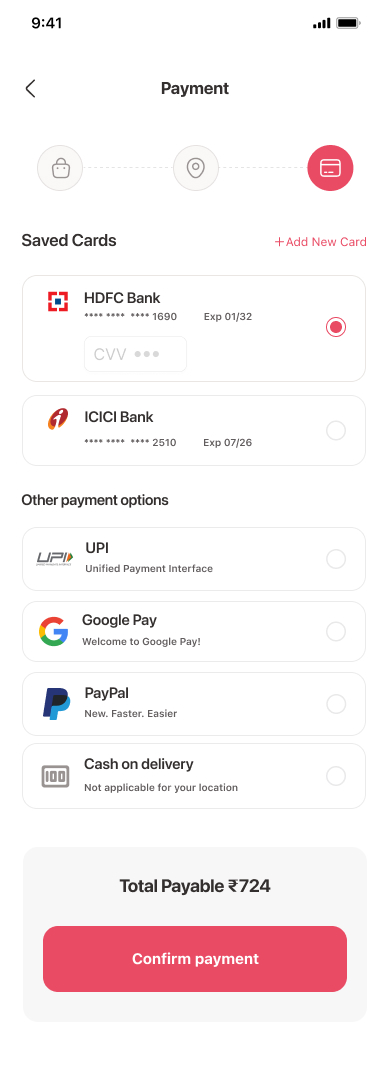 9:41
Payment
Saved Cards
+Add New Card
HDFC Bank
**** **** **** 1690 Exp 01/32
CVV •••
ICICI Bank
**** **** **** 2510 Exp 07/26
Other payment options
UPI
UPI
Unified Payment Interface
Google Pay
Welcome to Google Pay!
PayPal
New. Faster. Easier
Cash on delivery
100
Not applicable for your location
Total Payable ₹724
Confirm payment